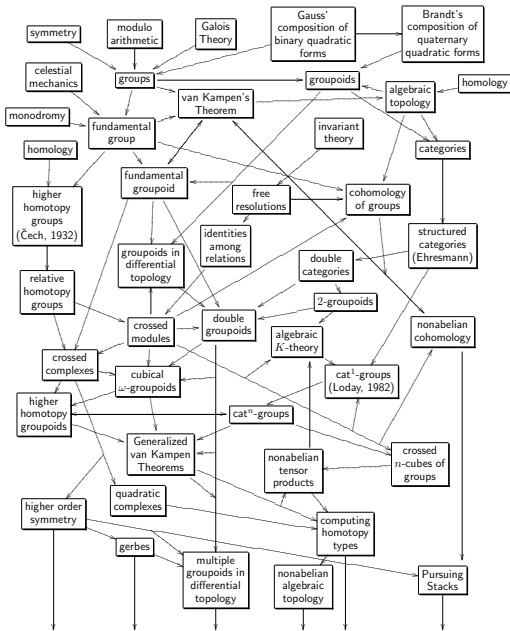 symmetry
modulo
arithmetic
Galois
Theory
Gauss'
composition of
binary quadratic
forms
Brandt's
composition of
quaternary
quadratic forms
celestial
mechanics
groups
groupoids
algebraic
topology
homology
monodromy
van Kampen's
Theorem
fundamental
group
invariant
theory
categories
homology
fundamental
groupoid
free
resolutions
cohomology
of groups
higher
homotopy
groups
(Čech, 1932)
identities
among
relations
structured
categories
(Ehresmann)
groupoids in
differential
topology
double
categories
relative
homotopy
groups
2-groupoids
crossed
modules
double
groupoids
algebraic
K-theory
nonabelian
cohomology
crossed
complexes
cubical
ω-groupoids
cat¹-groups
(Loday, 1982)
higher
homotopy
groupoids
catⁿ-groups
Generalized
van Kampen
Theorems
nonabelian
tensor
products
crossed
n-cubes of
groups
quadratic
complexes
higher order
symmetry
computing
homotopy
types
gerbes
multiple
groupoids in
differential
topology
nonabelian
algebraic
topology
Pursuing
Stacks